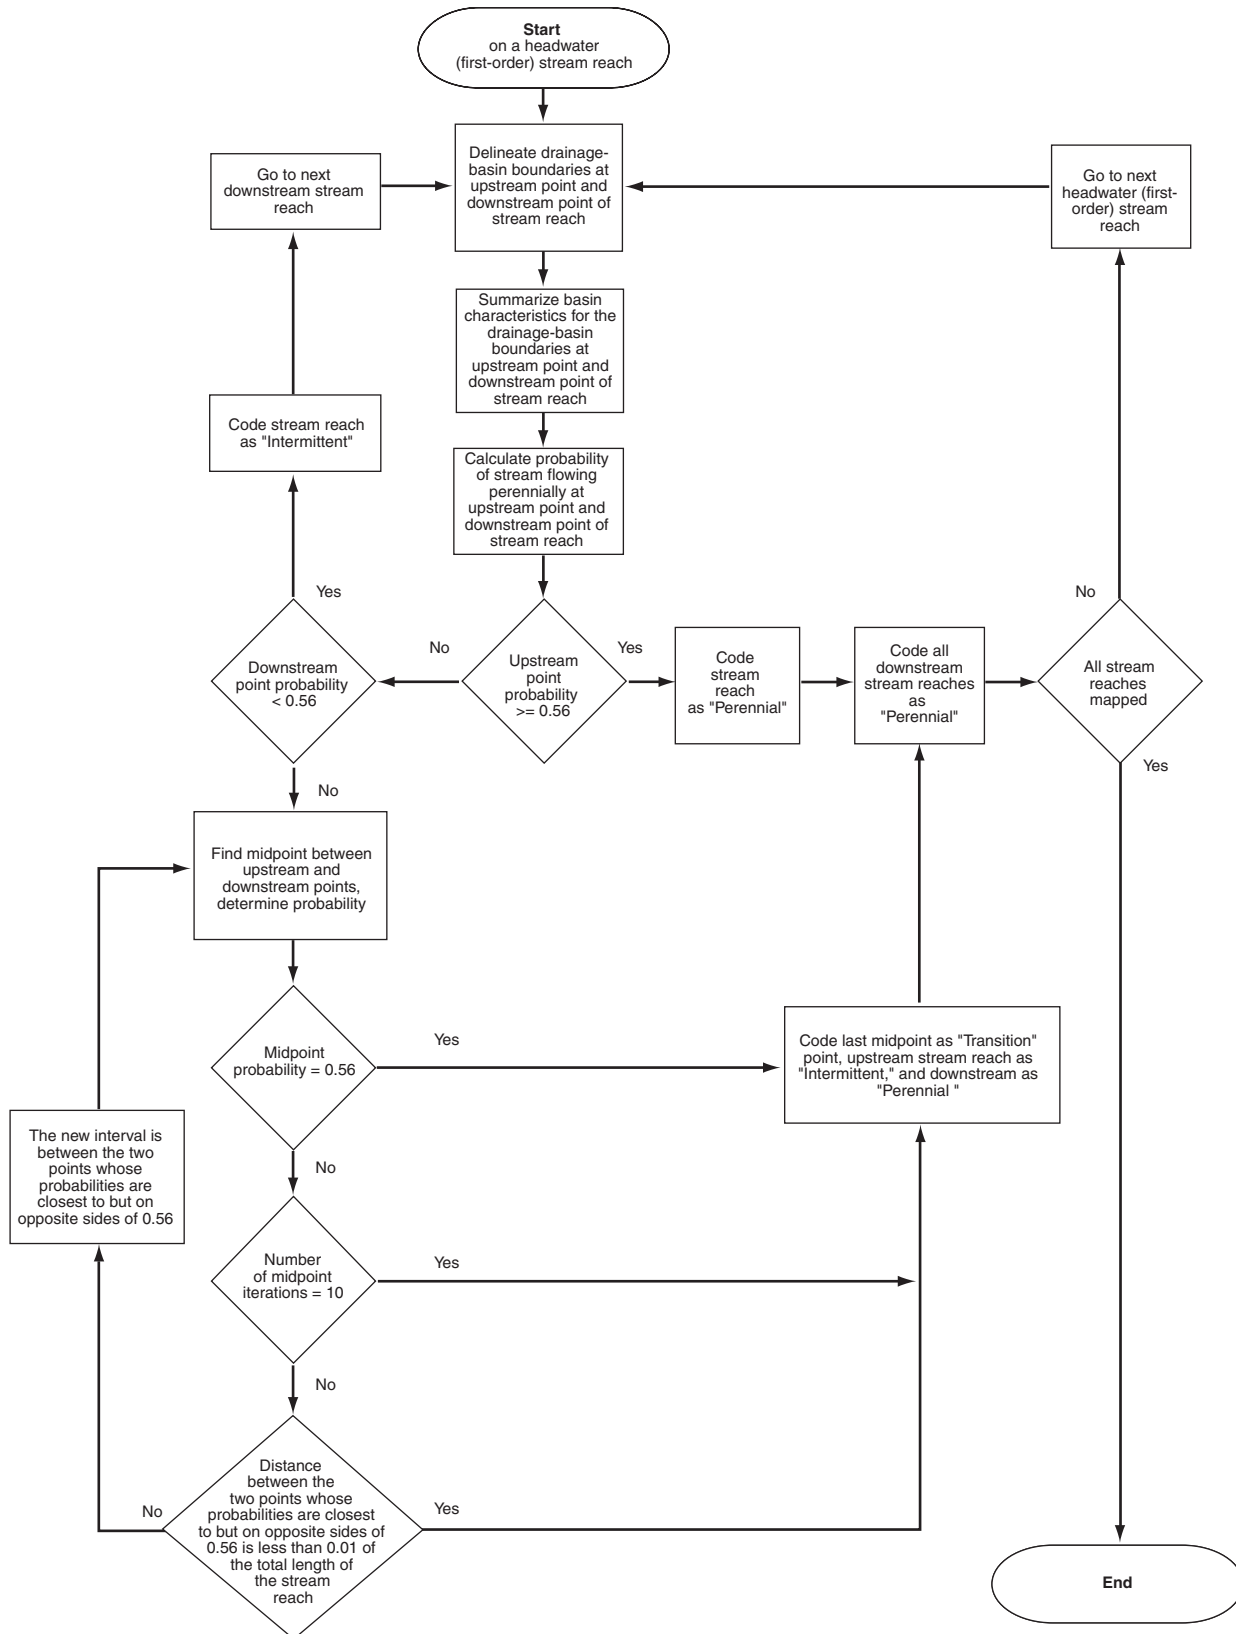 Start
on a headwater
(first-order) stream reach
Delineate drainage-
basin boundaries at
upstream point and
downstream point of
stream reach
Go to next
downstream stream
reach
Go to next
headwater (first-
order) stream
reach
Summarize basin
characteristics for the
drainage-basin
boundaries at
upstream point and
downstream point of
stream reach
Code stream reach
as "Intermittent"
Calculate probability
of stream flowing
perennially at
upstream point and
downstream point of
stream reach
Yes
No
No
Yes
Downstream
point probability
< 0.56
Upstream
point
probability
>= 0.56
Code
stream
reach
as "Perennial"
Code all
downstream
stream reaches
as
"Perennial"
All stream
reaches
mapped
Yes
No
Find midpoint between
upstream and
downstream points,
determine probability
Midpoint
probability = 0.56
Yes
Code last midpoint as "Transition"
point, upstream stream reach as
"Intermittent," and downstream as
"Perennial "
The new interval is
between the two
points whose
probabilities are
closest to but on
opposite sides of 0.56
No
Number
of midpoint
iterations = 10
Yes
No
Distance
between the
two points whose
probabilities are closest
to but on opposite sides of
0.56 is less than 0.01 of
the total length of
the stream
reach
No
Yes
End